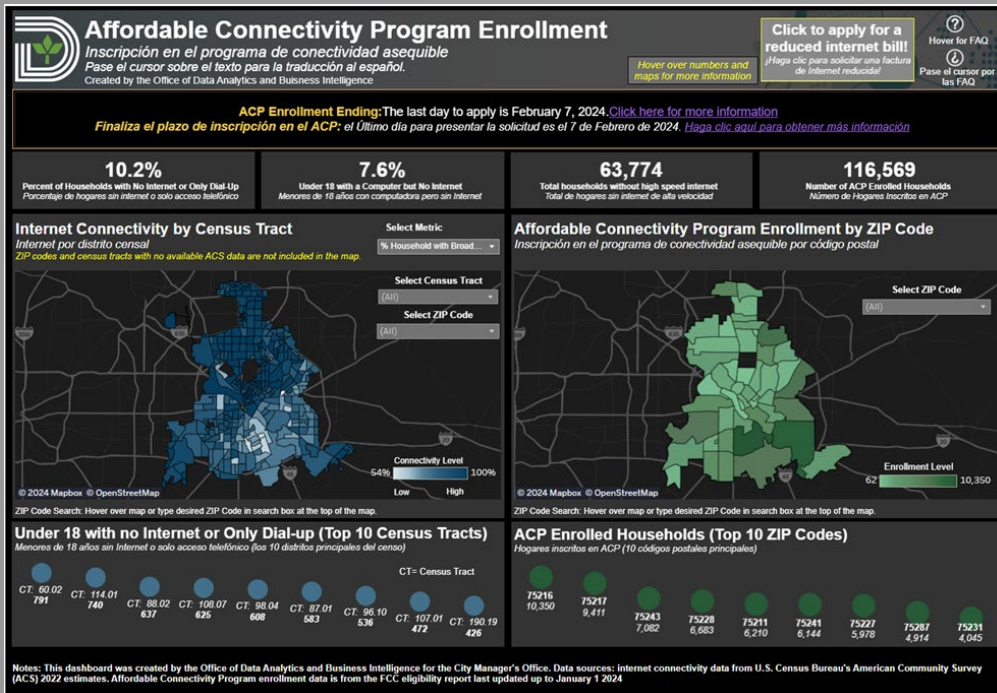 Affordable Connectivity Program Enrollment
Inscripción en el programa de conectividad asequible
Pase el cursor sobre el texto para la traducción al español.
Created by the Office of Data Analytics and Buisness Intelligence
Hover over numbers and
maps for more information
Click to apply for a
reduced internet bill!
¡Haga clic para solicitar una factura
de Internet reducida!
?
Hover for FAQ
¿
Pase el cursor por
las FAQ
ACP Enrollment Ending:The last day to apply is February 7, 2024.Click here for more information
Finaliza el plazo de inscripción en el ACP: el Último día para presentar la solicitud es el 7 de Febrero de 2024. Haga clic aquí para obtener más información
10.2%
Percent of Households with No Internet or Only Dial-Up
Porcentaje de hogares sin internet o solo acceso telefónico
7.6%
Under 18 with a Computer but No Internet
Menores de 18 años con computadora pero sin Internet
63,774
Total households without high speed internet
Total de hogares sin internet de alta velocidad
116,569
Number of ACP Enrolled Households
Número de Hogares Inscritos en ACP
Internet Connectivity by Census Tract
Internet por distrito censal
ZIP codes and census tracts with no available ACS data are not included in the map.
Select Metric
% Household with Broad...
Select Census Tract
(All)
Select ZIP Code
(All)
Connectivity Level
54% 100%
Low High
© 2024 Mapbox © OpenStreetMap
ZIP Code Search: Hover over map or type desired ZIP Code in search box at the top of the map.
Affordable Connectivity Program Enrollment by ZIP Code
Inscripción en el programa de conectividad asequible por código postal
Select ZIP Code
(All)
Enrollment Level
62 10,350
© 2024 Mapbox © OpenStreetMap
ZIP Code Search: Hover over map or type desired ZIP Code in search box at the top of the map.
Under 18 with no Internet or Only Dial-up (Top 10 Census Tracts)
Menores de 18 años sin Internet o solo acceso telefónico (los 10 distritos principales del censo)
CT= Census Tract
CT: 60.02
791
CT: 114.01
740
CT: 88.02
637
CT: 108.07
625
CT: 98.04
608
CT: 87.01
583
CT: 96.10
536
CT: 107.01
472
CT: 190.19
426
ACP Enrolled Households (Top 10 ZIP Codes)
Hogares inscritos en ACP (10 códigos postales principales)
75216
10,350
75217
9,411
75243
7,082
75228
6,683
75211
6,210
75241
6,144
75227
5,978
75287
4,914
75231
4,045
Notes: This dashboard was created by the Office of Data Analytics and Business Intelligence for the City Manager's Office. Data sources: internet connectivity data from U.S. Census Bureau's American Community Survey
(ACS) 2022 estimates. Affordable Connectivity Program enrollment data is from the FCC eligibility report last updated up to January 1 2024